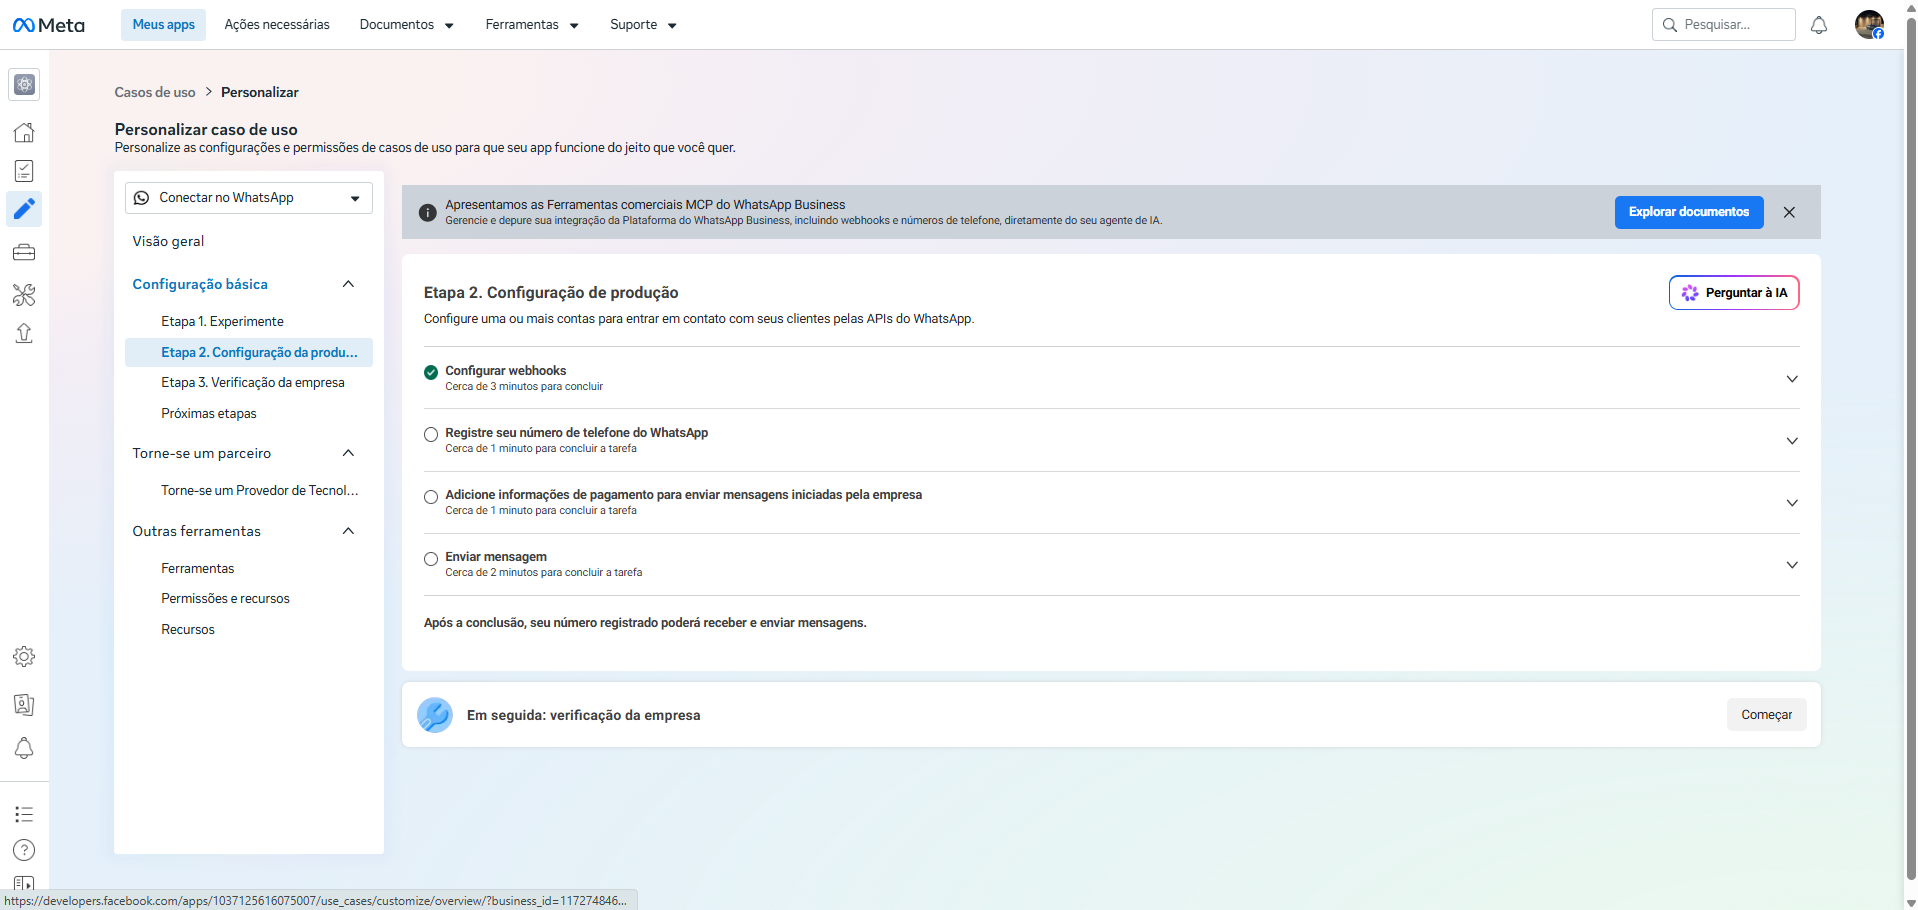 Meta
Meus apps
Ações necessárias
Documentos
Ferramentas
Suporte
Pesquisar...
Casos de uso > Personalizar
Personalizar caso de uso
Personalize as configurações e permissões de casos de uso para que seu app funcione do jeito que você quer.
Conectar no WhatsApp
Visão geral
Configuração básica
Etapa 1. Experimente
Etapa 2. Configuração da produ...
Etapa 3. Verificação da empresa
Próximas etapas
Torne-se um parceiro
Torne-se um Provedor de Tecnol...
Outras ferramentas
Ferramentas
Permissões e recursos
Recursos
Apresentamos as Ferramentas comerciais MCP do WhatsApp Business
Gerencie e depure sua integração da Plataforma do WhatsApp Business, incluindo webhooks e números de telefone, diretamente do seu agente de IA.
Explorar documentos
Etapa 2. Configuração de produção
Perguntar à IA
Configure uma ou mais contas para entrar em contato com seus clientes pelas APIs do WhatsApp.
Configurar webhooks
Cerca de 3 minutos para concluir
Registre seu número de telefone do WhatsApp
Cerca de 1 minuto para concluir a tarefa
Adicione informações de pagamento para enviar mensagens iniciadas pela empresa
Cerca de 1 minuto para concluir a tarefa
Enviar mensagem
Cerca de 2 minutos para concluir a tarefa
Após a conclusão, seu número registrado poderá receber e enviar mensagens.
Em seguida: verificação da empresa
Começar
https://developers.facebook.com/apps/1037125616075007/use_cases/customize/overview/?business_id=117274846...